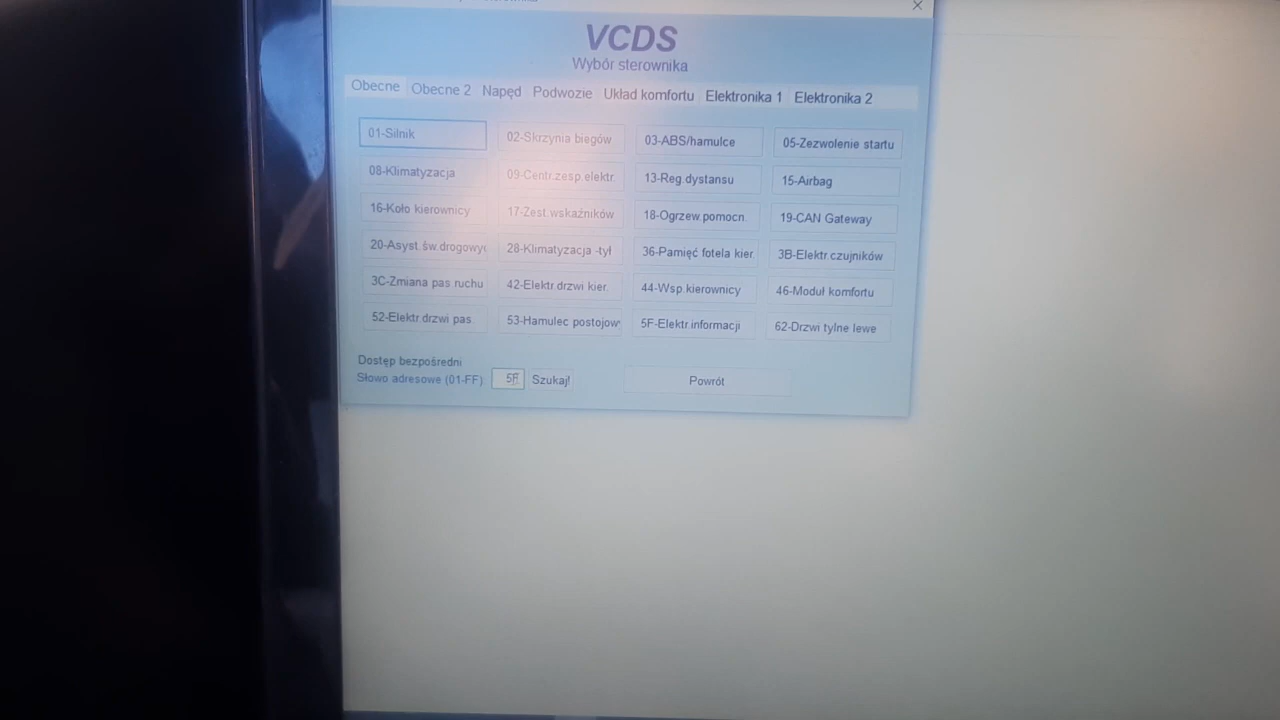 VCDS
Wybór sterownika
Obecne Obecne 2 Napęd Podwozie Układ komfortu Elektronika 1 Elektronika 2
01-Silnik 02-Skrzynia biegów 03-ABS/hamulce 05-Zezwolenie startu
08-Klimatyzacja 09-Centr.zesp.elektr. 13-Reg.dystansu 15-Airbag
16-Koło kierownicy 17-Zest.wskaźników 18-Ogrzew.pomocn. 19-CAN Gateway
20-Asyst.św.drogowyc 28-Klimatyzacja -tył 36-Pamięć fotela kier. 3B-Elektr.czujników
3C-Zmiana pas.ruchu 42-Elektr.drzwi kier. 44-Wsp.kierownicy 46-Moduł komfortu
52-Elektr.drzwi pas. 53-Hamulec postojow 5F-Elektr.informacji 62-Drzwi tylne lewe
Dostęp bezpośredni
Słowo adresowe (01-FF) 5F Szukaj! Powrót